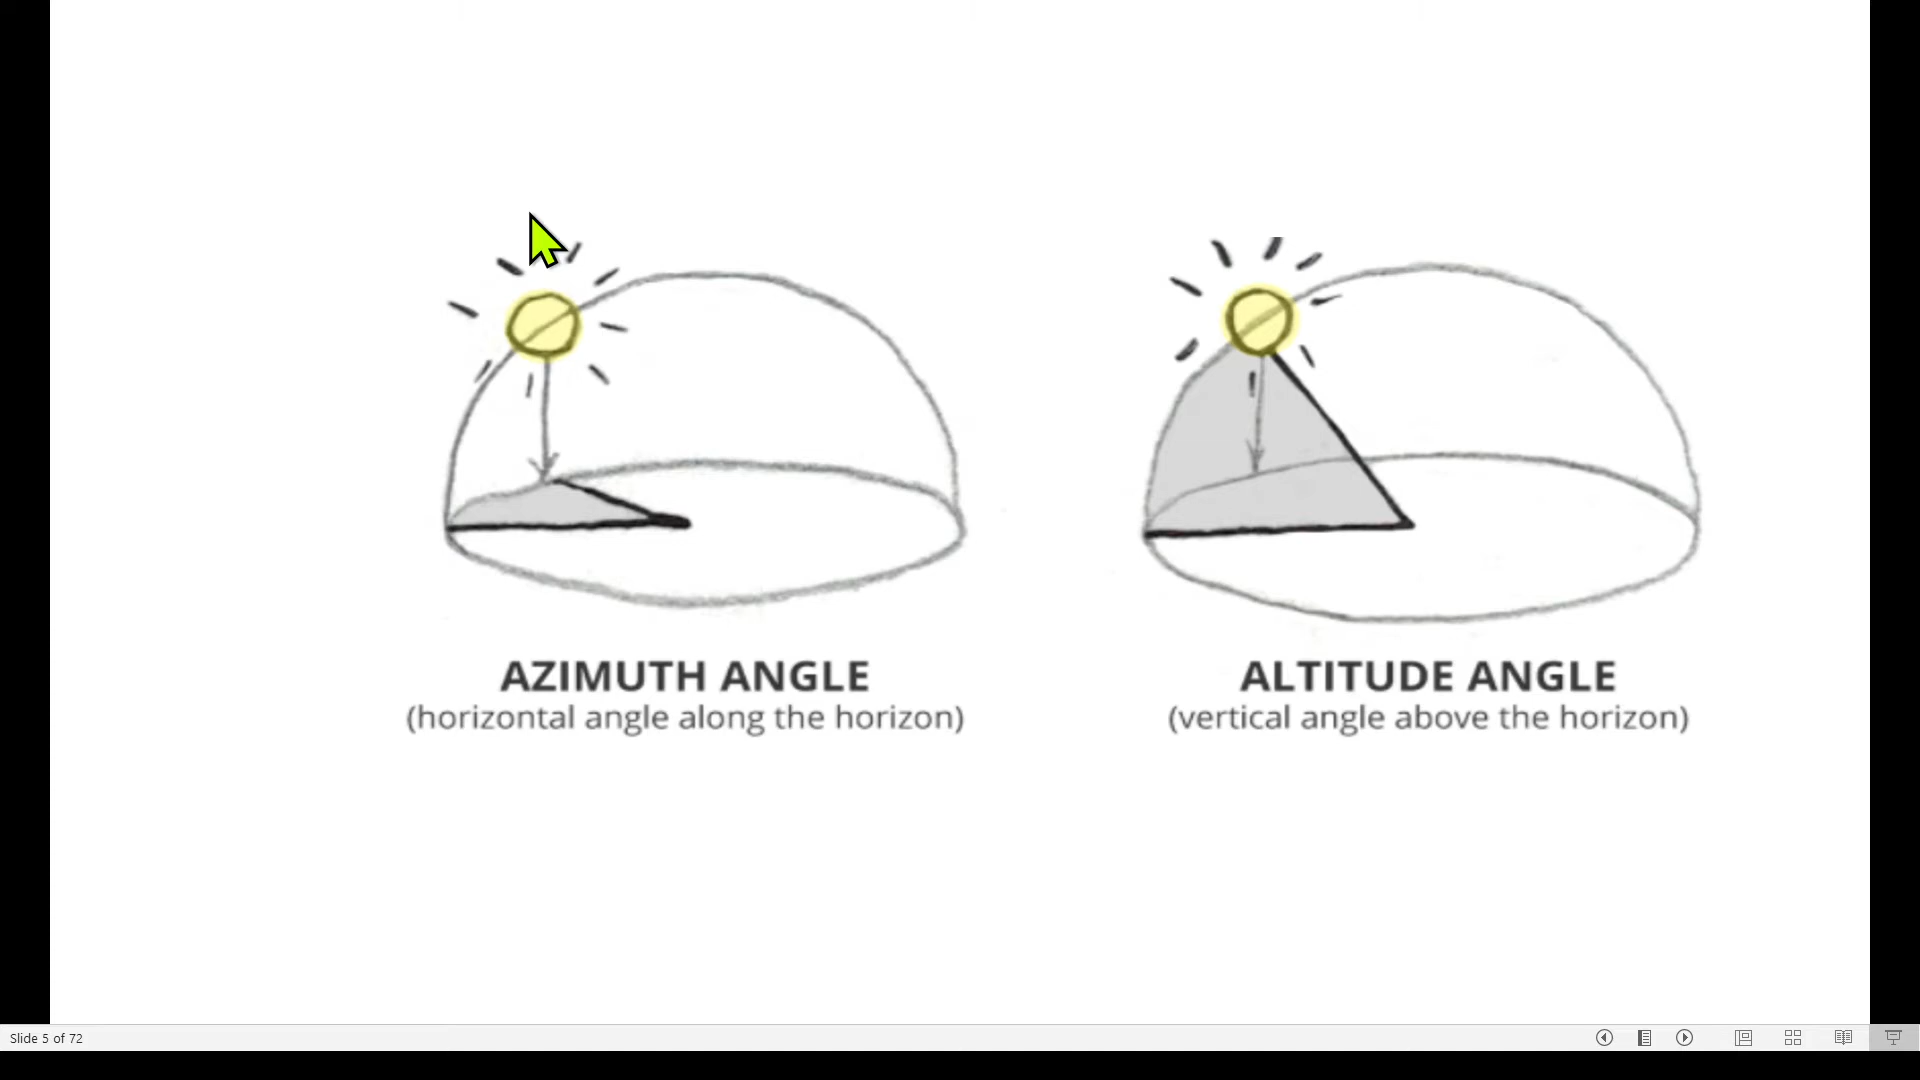 AZIMUTH ANGLE
(horizontal angle along the horizon)
ALTITUDE ANGLE
(vertical angle above the horizon)
Slide 5 of 72